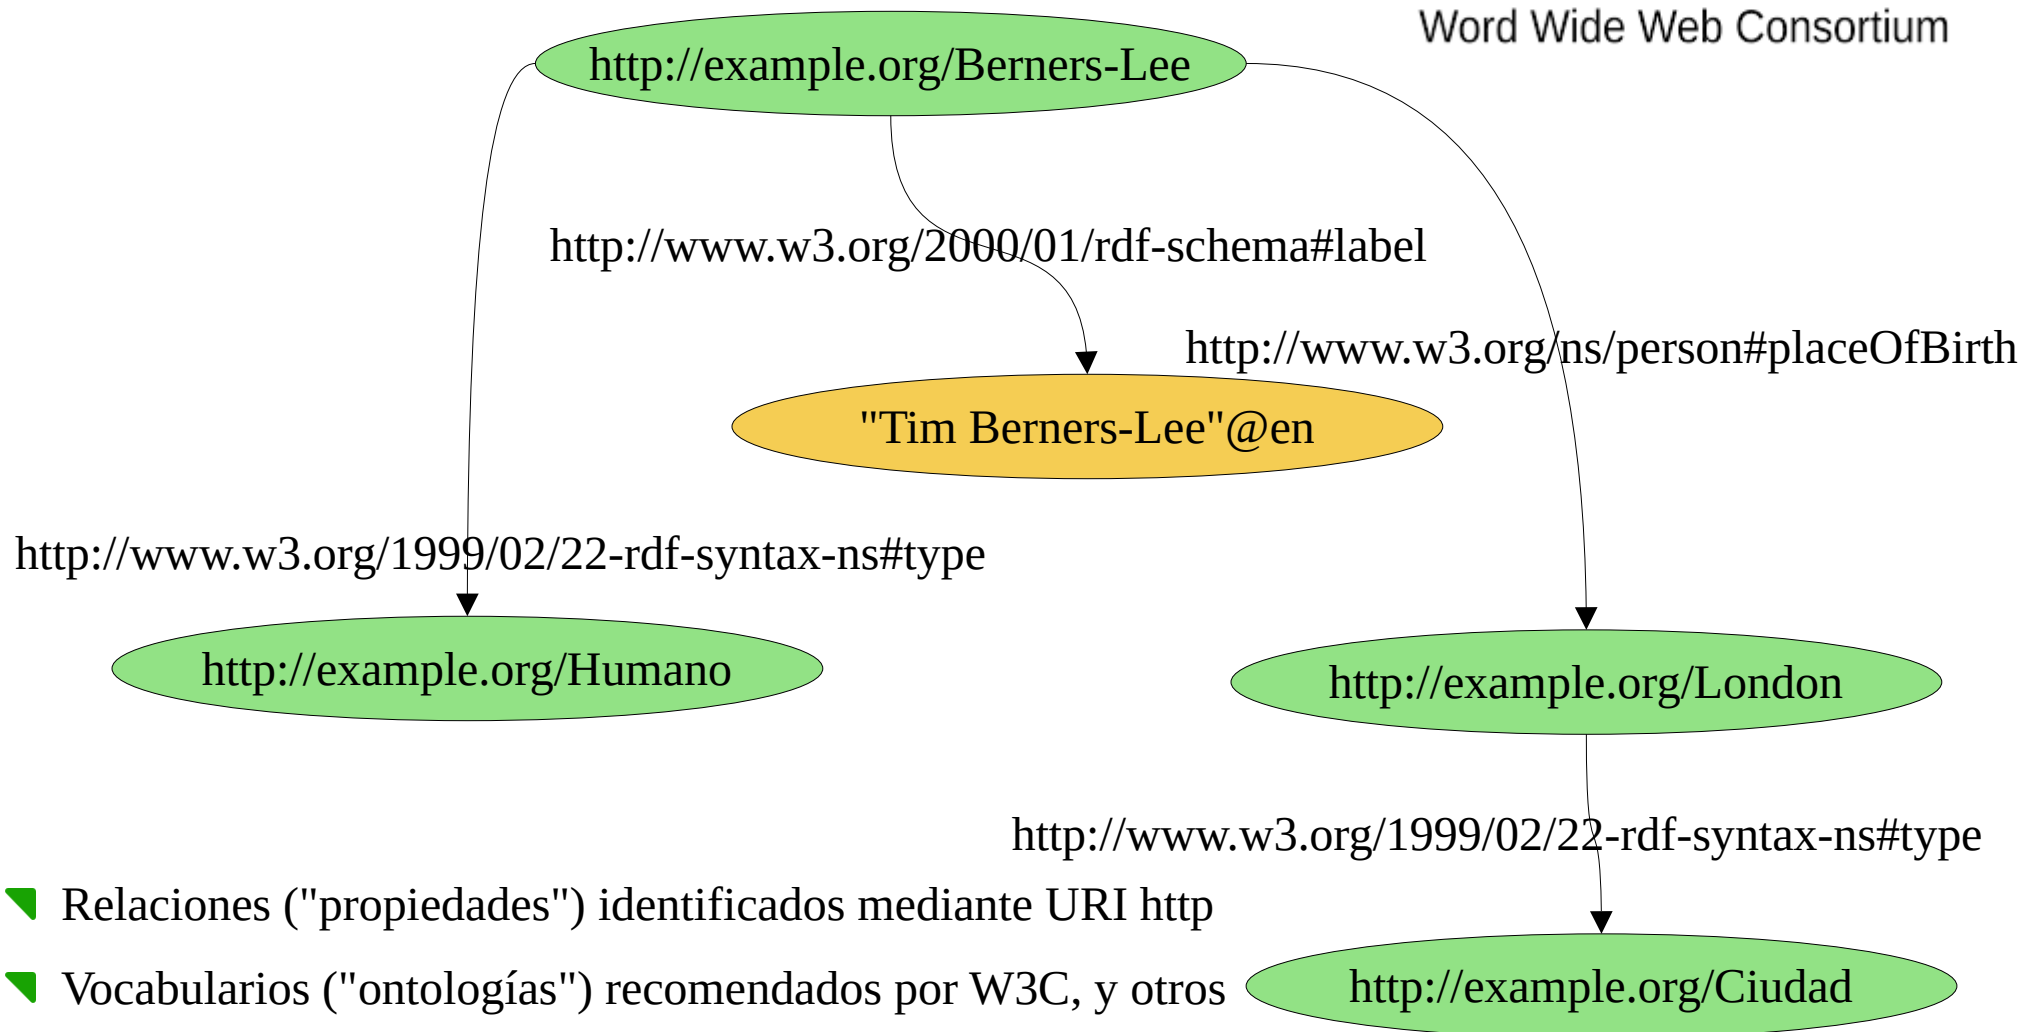 Word Wide Web Consortium
http://example.org/Berners-Lee
http://www.w3.org/2000/01/rdf-schema#label
http://www.w3.org/ns/person#placeOfBirth
"Tim Berners-Lee"@en
http://www.w3.org/1999/02/22-rdf-syntax-ns#type
http://example.org/Humano
http://example.org/London
http://www.w3.org/1999/02/22-rdf-syntax-ns#type
Relaciones ("propiedades") identificados mediante URI http
Vocabularios ("ontologías") recomendados por W3C, y otros
http://example.org/Ciudad